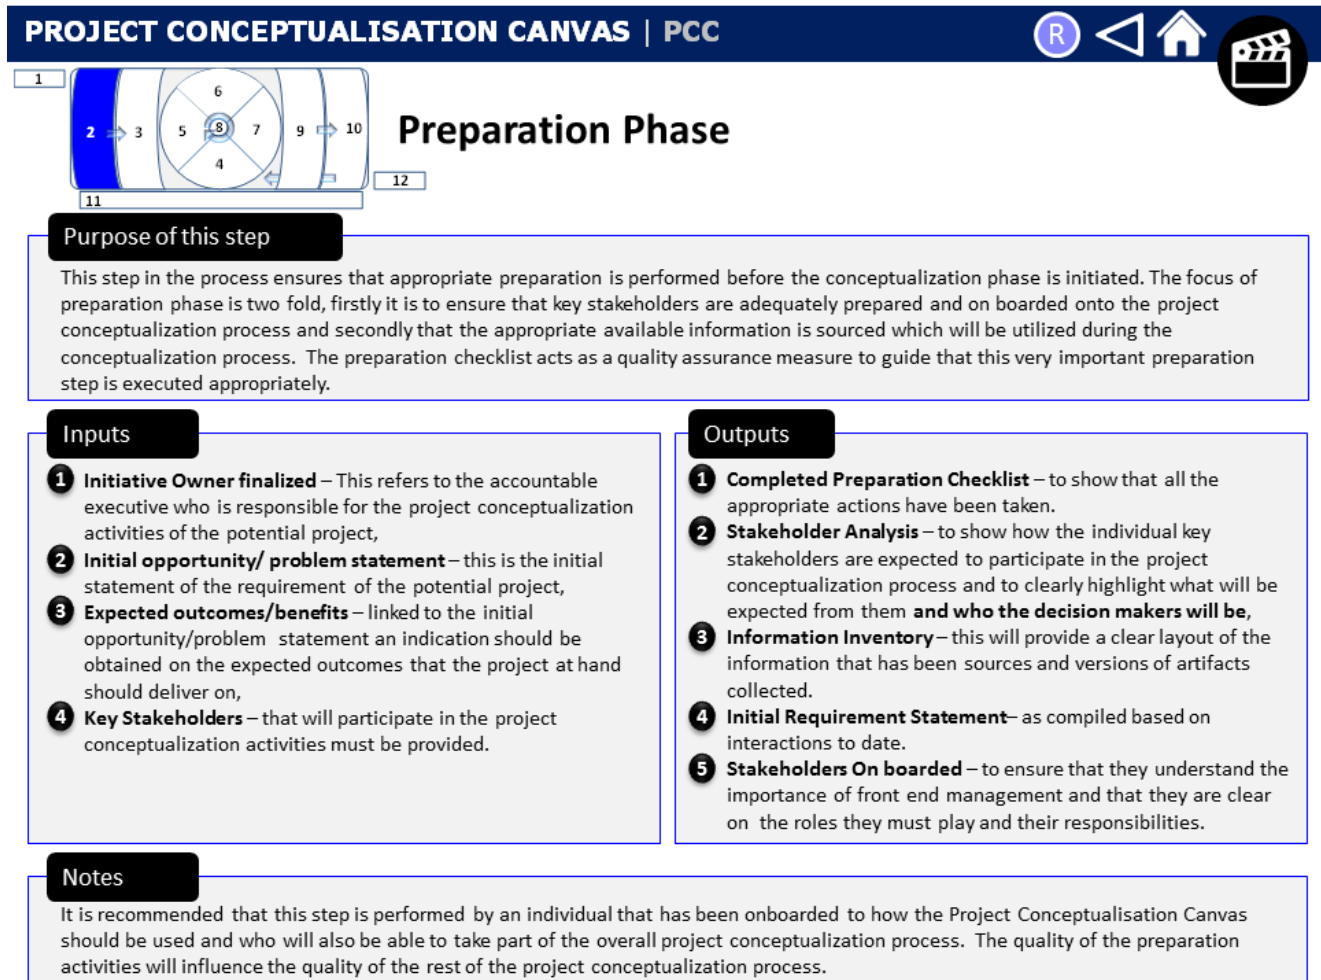 PROJECT CONCEPTUALISATION CANVAS | PCC
R
1
2
3
5
6
8
7
4
9
10
12
11
Preparation Phase
Purpose of this step
This step in the process ensures that appropriate preparation is performed before the conceptualization phase is initiated. The focus of
preparation phase is two fold, firstly it is to ensure that key stakeholders are adequately prepared and on boarded onto the project
conceptualization process and secondly that the appropriate available information is sourced which will be utilized during the
conceptualization process. The preparation checklist acts as a quality assurance measure to guide that this very important preparation
step is executed appropriately.
Inputs
1 Initiative Owner finalized – This refers to the accountable
executive who is responsible for the project conceptualization
activities of the potential project,
2 Initial opportunity/ problem statement – this is the initial
statement of the requirement of the potential project,
3 Expected outcomes/benefits – linked to the initial
opportunity/problem statement an indication should be
obtained on the expected outcomes that the project at hand
should deliver on,
4 Key Stakeholders – that will participate in the project
conceptualization activities must be provided.
Outputs
1 Completed Preparation Checklist – to show that all the
appropriate actions have been taken.
2 Stakeholder Analysis – to show how the individual key
stakeholders are expected to participate in the project
conceptualization process and to clearly highlight what will be
expected from them and who the decision makers will be,
3 Information Inventory – this will provide a clear layout of the
information that has been sources and versions of artifacts
collected.
4 Initial Requirement Statement– as compiled based on
interactions to date.
5 Stakeholders On boarded – to ensure that they understand the
importance of front end management and that they are clear
on the roles they must play and their responsibilities.
Notes
It is recommended that this step is performed by an individual that has been onboarded to how the Project Conceptualisation Canvas
should be used and who will also be able to take part of the overall project conceptualization process. The quality of the preparation
activities will influence the quality of the rest of the project conceptualization process.